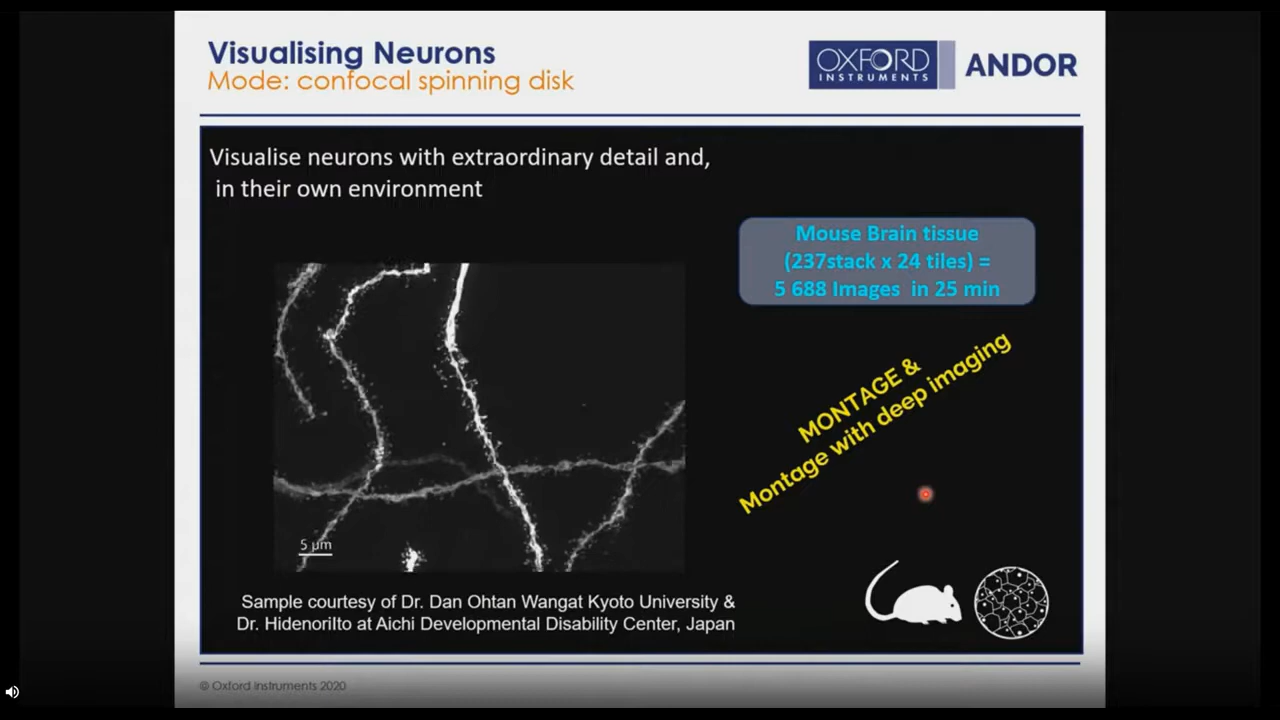 Visualising Neurons
Mode: confocal spinning disk
OXFORD
INSTRUMENTS
ANDOR
Visualise neurons with extraordinary detail and,
in their own environment
Mouse Brain tissue
(237stack x 24 tiles) =
5 688 Images in 25 min
MONTAGE &
Montage with deep imaging
5 µm
Sample courtesy of Dr. Dan Ohtan Wangat Kyoto University &
Dr. HidenoriIto at Aichi Developmental Disability Center, Japan
© Oxford Instruments 2020